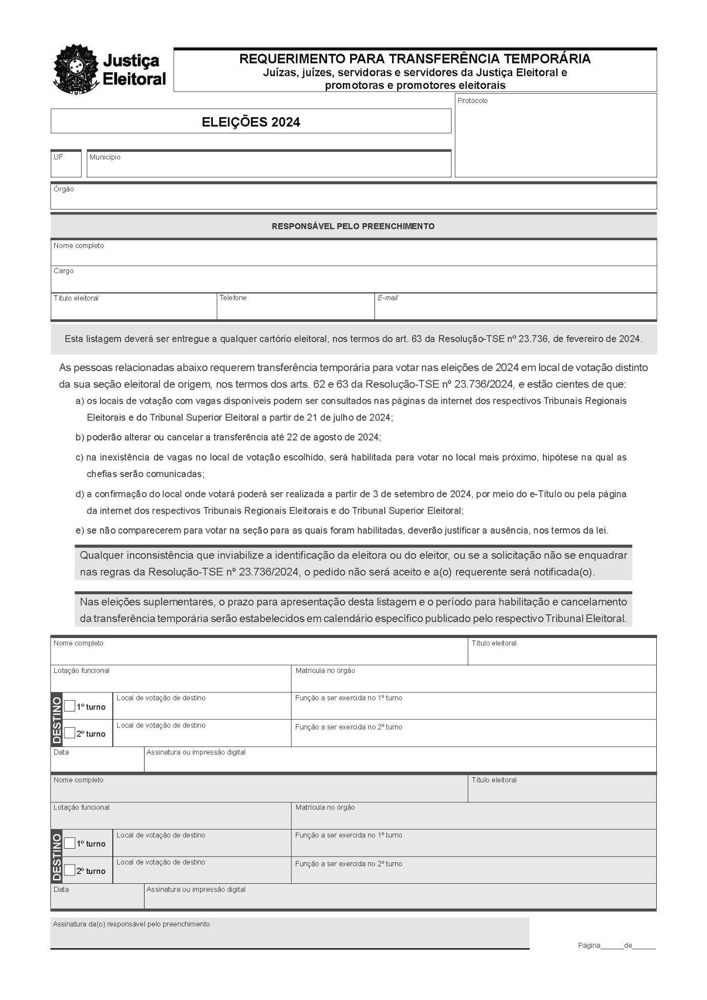 Justiça
Eleitoral
REQUERIMENTO PARA TRANSFERÊNCIA TEMPORÁRIA
Juízas, juízes, servidoras e servidores da Justiça Eleitoral e
promotoras e promotores eleitorais
Protocolo
ELEIÇÕES 2024
UF
Município
Órgão
RESPONSÁVEL PELO PREENCHIMENTO
Nome completo
Cargo
Título eleitoral
Telefone
E-mail
Esta listagem deverá ser entregue a qualquer cartório eleitoral, nos termos do art. 63 da Resolução-TSE nº 23.736, de fevereiro de 2024.
As pessoas relacionadas abaixo requerem transferência temporária para votar nas eleições de 2024 em local de votação distinto
da sua seção eleitoral de origem, nos termos dos arts. 62 e 63 da Resolução-TSE nº 23.736/2024, e estão cientes de que:
a) os locais de votação com vagas disponíveis podem ser consultados nas páginas da internet dos respectivos Tribunais Regionais
Eleitorais e do Tribunal Superior Eleitoral a partir de 21 de julho de 2024;
b) poderão alterar ou cancelar a transferência até 22 de agosto de 2024;
c) na inexistência de vagas no local de votação escolhido, será habilitada para votar no local mais próximo, hipótese na qual as
chefias serão comunicadas;
d) a confirmação do local onde votará poderá ser realizada a partir de 3 de setembro de 2024, por meio do e-Título ou pela página
da internet dos respectivos Tribunais Regionais Eleitorais e do Tribunal Superior Eleitoral;
e) se não comparecerem para votar na seção para as quais foram habilitadas, deverão justificar a ausência, nos termos da lei.
Qualquer inconsistência que inviabilize a identificação da eleitora ou do eleitor, ou se a solicitação não se enquadrar
nas regras da Resolução-TSE nº 23.736/2024, o pedido não será aceito e a(o) requerente será notificada(o).
Nas eleições suplementares, o prazo para apresentação desta listagem e o período para habilitação e cancelamento
da transferência temporária serão estabelecidos em calendário específico publicado pelo respectivo Tribunal Eleitoral.
Nome completo
Título eleitoral
Lotação funcional
Matrícula no órgão
DESTINO
1º turno
Local de votação de destino
Função a ser exercida no 1º turno
2º turno
Local de votação de destino
Função a ser exercida no 2º turno
Data
Assinatura ou impressão digital
Nome completo
Título eleitoral
Lotação funcional
Matrícula no órgão
DESTINO
1º turno
Local de votação de destino
Função a ser exercida no 1º turno
2º turno
Local de votação de destino
Função a ser exercida no 2º turno
Data
Assinatura ou impressão digital
Assinatura da(o) responsável pelo preenchimento
Página______de______